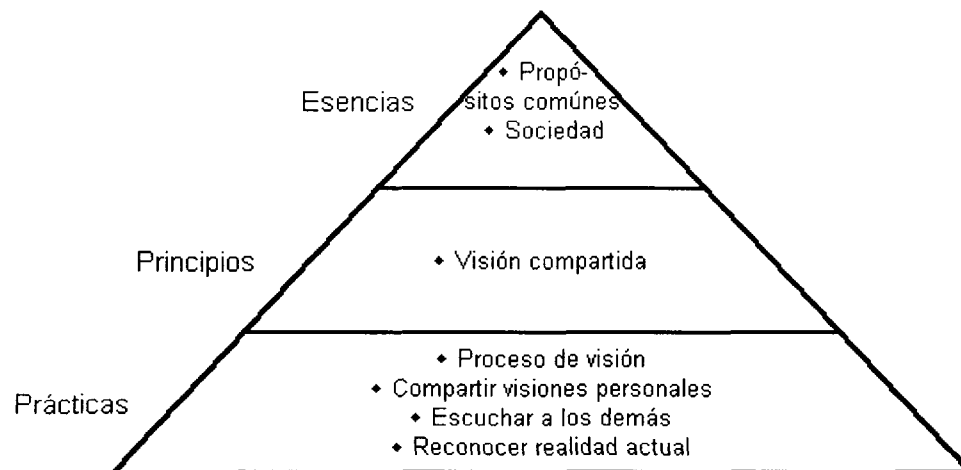 • Propó-
Esencias
sitos comúnes
• Sociedad
Principios
• Visión compartida
• Proceso de visión
• Compartir visiones personales
Prácticas
• Escuchar a los demás
• Reconocer realidad actual